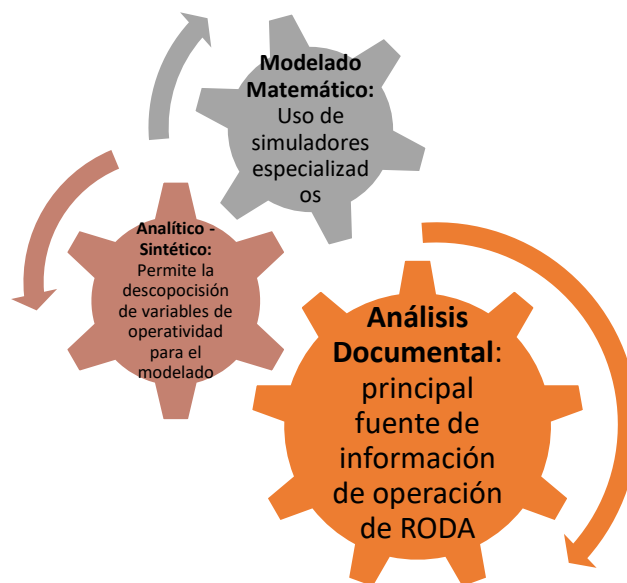 Modelado
Matemático:
Uso de
simuladores
especializad
os
Analítico -
Sintético:
Permite la
descopocisión
de variables de
operatividad
para el
modelado
Análisis
Documental:
principal
fuente de
información
de operación
de RODA